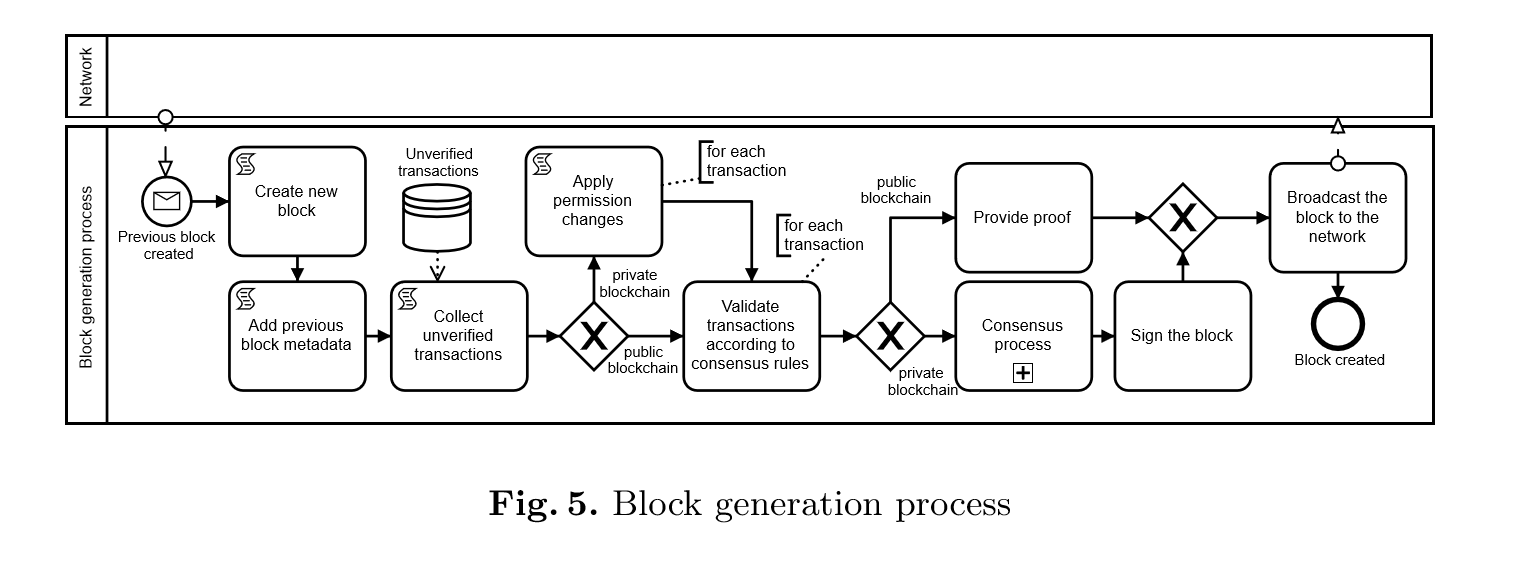 Network
Block generation process
Previous block
created
Create new
block
Add previous
block metadata
Unverified
transactions
Collect
unverified
transactions
Apply
permission
changes
for each
transaction
private
blockchain
public
blockchain
for each
transaction
Validate
transactions
according to
consensus rules
public
blockchain
private
blockchain
Provide proof
Consensus
process
Sign the block
Broadcast the
block to the
network
Block created
Fig. 5. Block generation process